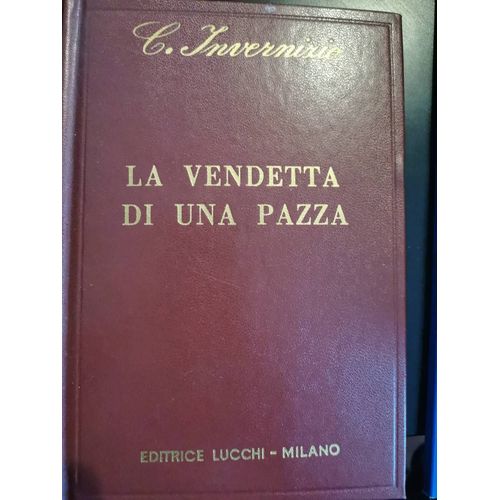 C. Invernizio
LA VENDETTA
DI UNA PAZZA
EDITRICE LUCCHI - MILANO